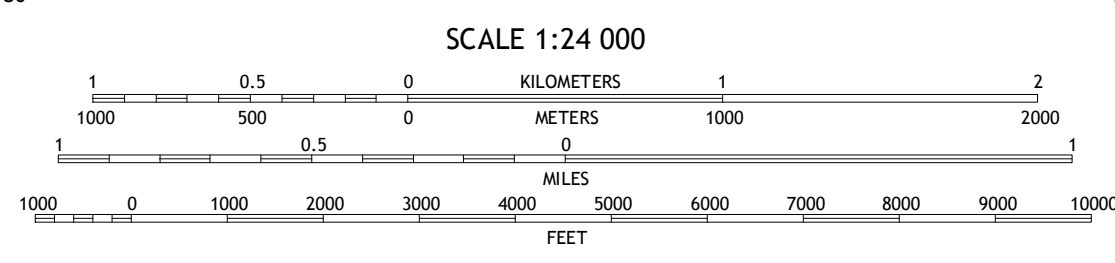 SCALE 1:24 000
1 0.5 0 KILOMETERS 1 2
1000 500 0 METERS 1000 2000
1 0.5 0 1
MILES
1000 0 1000 2000 3000 4000 5000 6000 7000 8000 9000 10000
FEET